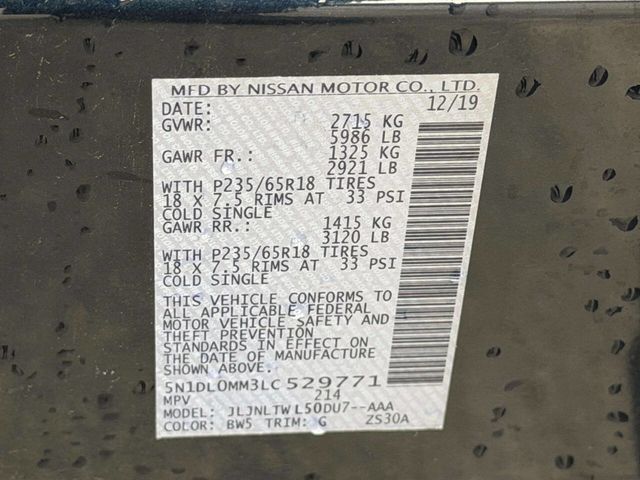 MFD BY NISSAN MOTOR CO., LTD.
DATE: 12/19
GVWR: 2715 KG
5986 LB
GAWR FR.: 1325 KG
2921 LB
WITH P235/65R18 TIRES
18 X 7.5 RIMS AT 33 PSI
COLD SINGLE
GAWR RR.: 1415 KG
3120 LB
WITH P235/65R18 TIRES
18 X 7.5 RIMS AT 33 PSI
COLD SINGLE
THIS VEHICLE CONFORMS TO
ALL APPLICABLE FEDERAL
MOTOR VEHICLE SAFETY AND
THEFT PREVENTION
STANDARDS IN EFFECT ON
THE DATE OF MANUFACTURE
SHOWN ABOVE.
5N1DL0MM3LC529771
MPV 214
MODEL: JLJNLTWL50DU7--AAA
COLOR: BW5 TRIM: G ZS30A